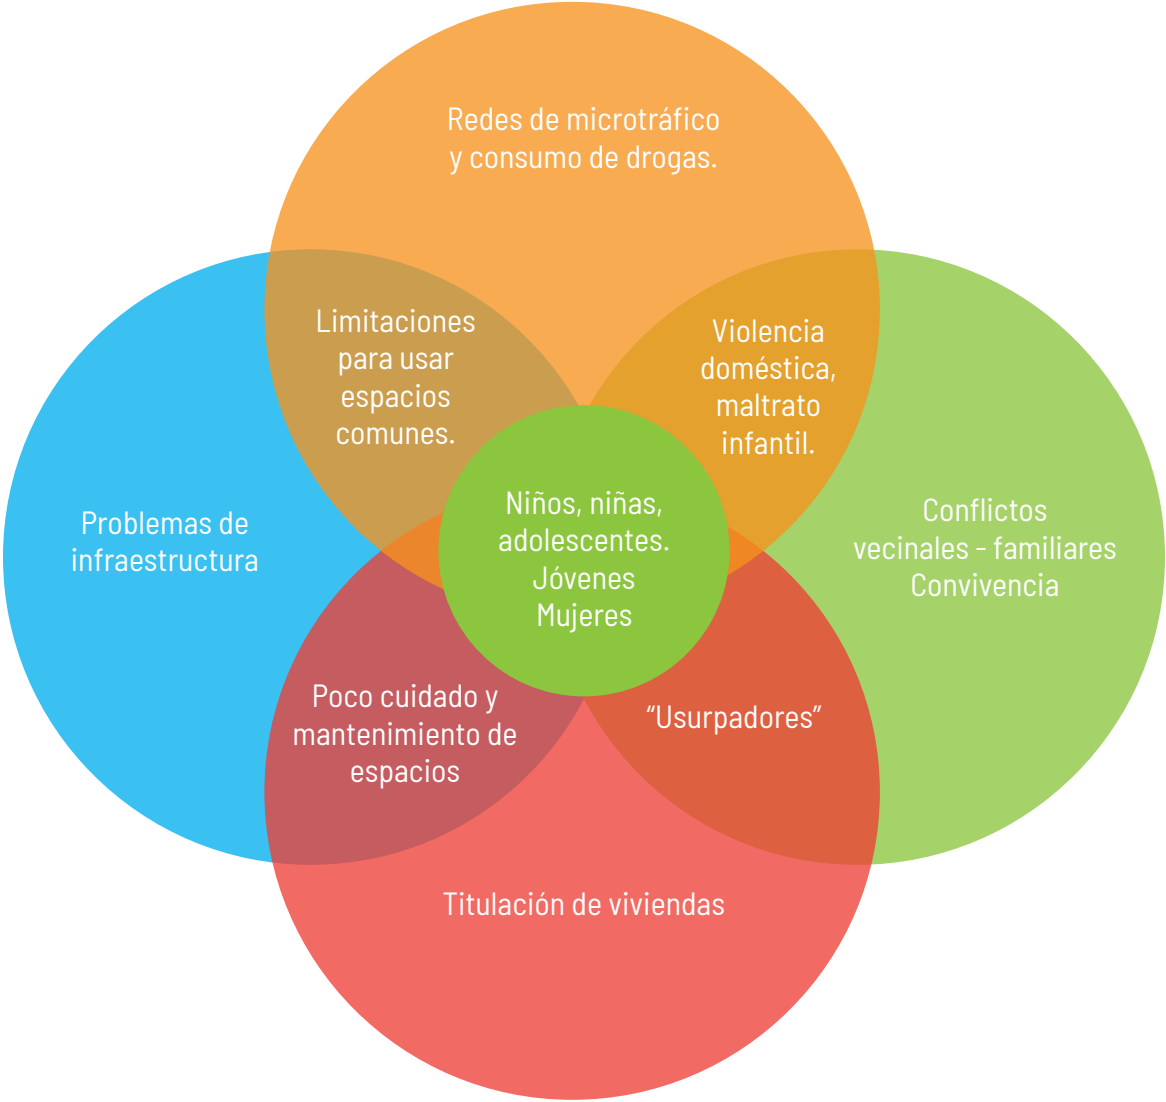 Redes de microtráfico
y consumo de drogas.
Limitaciones
para usar
espacios
comunes.
Violencia
doméstica,
maltrato
infantil.
Problemas de
infraestructura
Niños, niñas,
adolescentes.
Jóvenes
Mujeres
Conflictos
vecinales - familiares
Convivencia
Poco cuidado y
mantenimiento de
espacios
“Usurpadores”
Titulación de viviendas